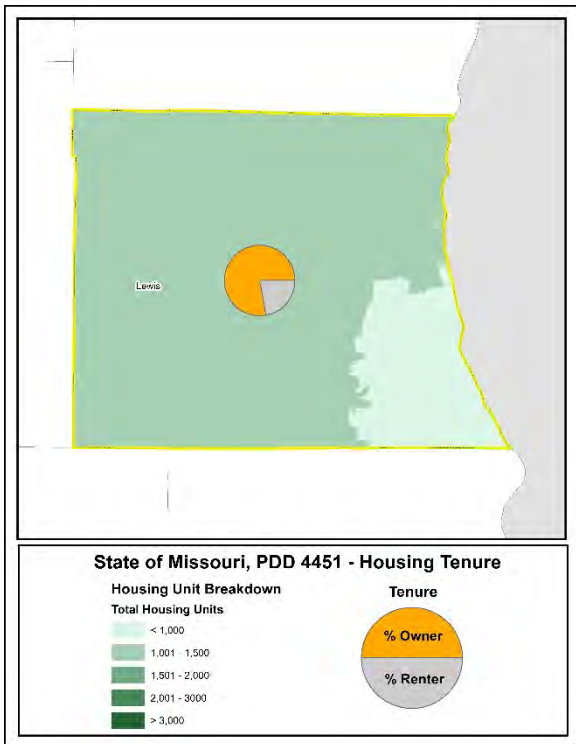 Lewis
State of Missouri, PDD 4451 - Housing Tenure
Housing Unit Breakdown
Total Housing Units
< 1,000
1,001 - 1,500
1,501 - 2,000
2,001 - 3000
> 3,000
Tenure
% Owner
% Renter